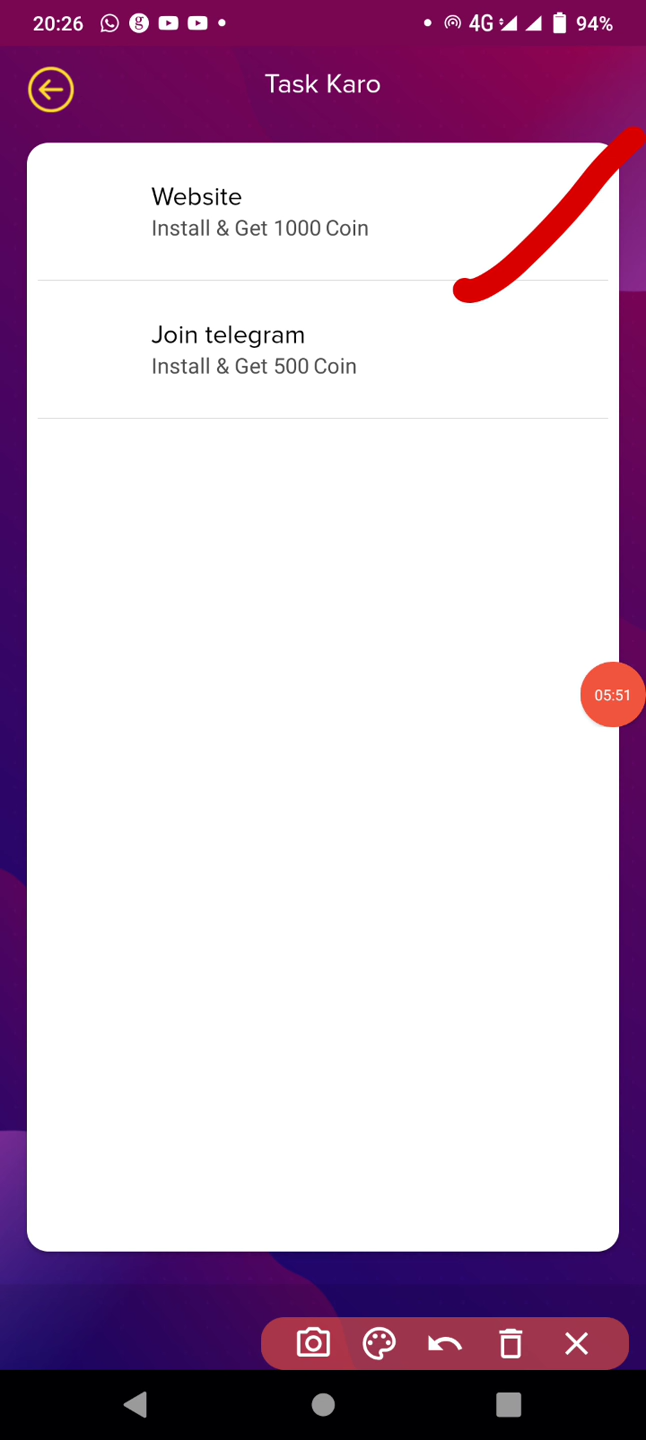 20:26
4G
94%
Task Karo
Website
Install & Get 1000 Coin
Join telegram
Install & Get 500 Coin
05:51